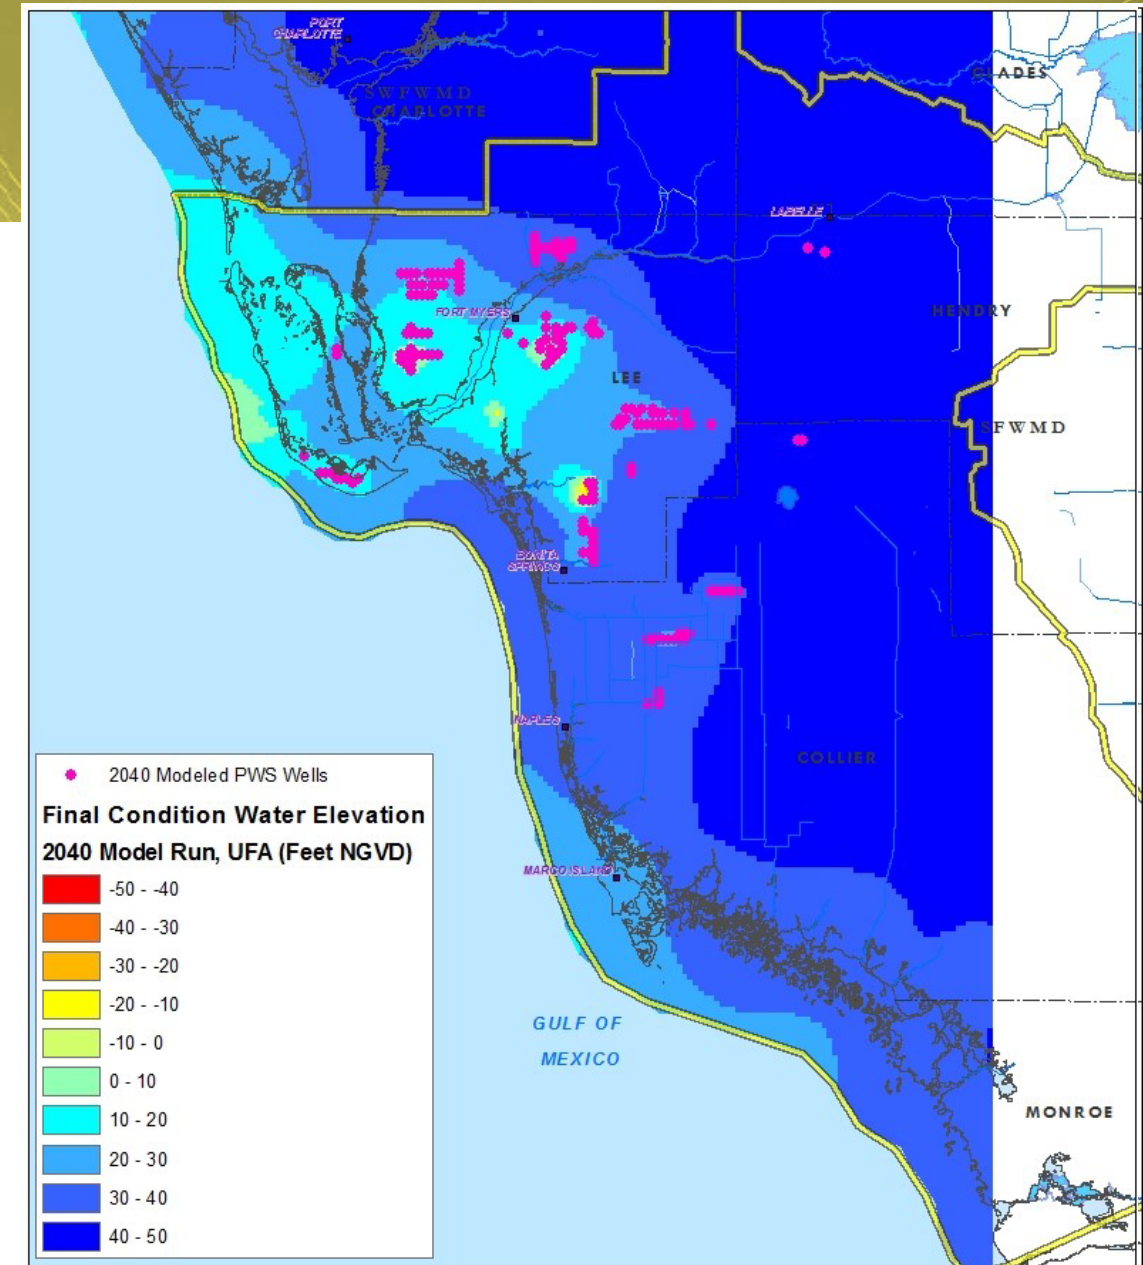 PORT
CHARLOTTE
SWFWMD
CHARLOTTE
GLADES
LABELLE
HENDRY
FORT MYERS
LEE
SFWMD
BONITA
SPRINGS
NAPLES
COLLIER
MARCO ISLAND
GULF OF
MEXICO
MONROE
2040 Modeled PWS Wells
Final Condition Water Elevation
2040 Model Run, UFA (Feet NGVD)
-50 - -40
-40 - -30
-30 - -20
-20 - -10
-10 - 0
0 - 10
10 - 20
20 - 30
30 - 40
40 - 50